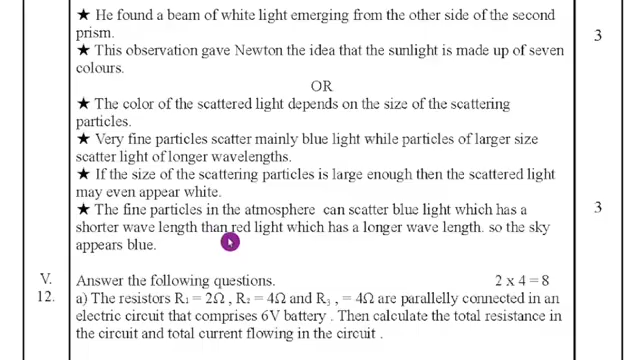 ★ He found a beam of white light emerging from the other side of the second
prism.
3
★ This observation gave Newton the idea that the sunlight is made up of seven
colours.
OR
★ The color of the scattered light depends on the size of the scattering
particles.
★ Very fine particles scatter mainly blue light while particles of larger size
scatter light of longer wavelengths.
★ If the size of the scattering particles is large enough then the scattered light
may even appear white.
★ The fine particles in the atmosphere can scatter blue light which has a
3
shorter wave length than red light which has a longer wave length. so the sky
appears blue.
V. Answer the following questions. 2 x 4 = 8
12. a) The resistors R₁ = 2Ω , R₂ = 4Ω and R₃ , = 4Ω are parallely connected in an
electric circuit that comprises 6V battery . Then calculate the total resistance in
the circuit and total current flowing in the circuit .